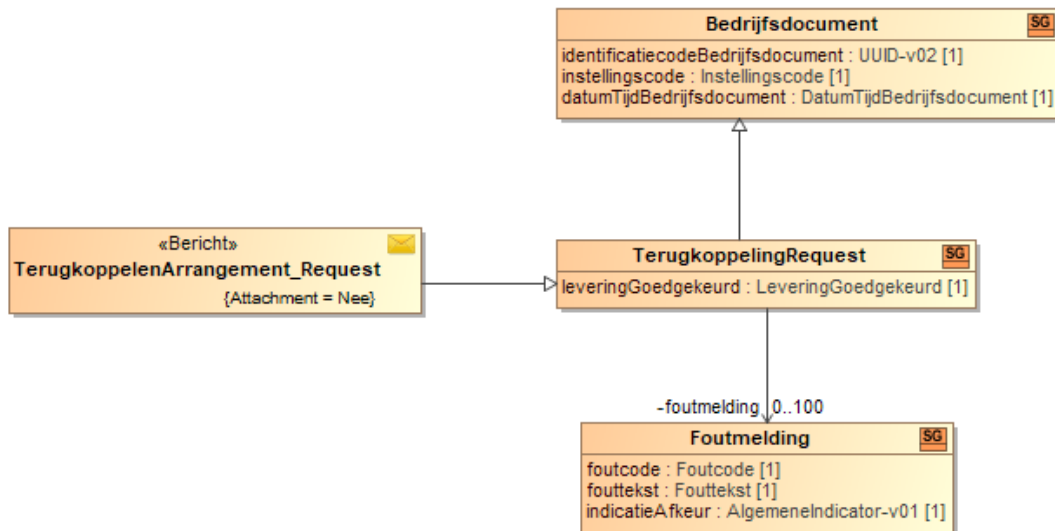 Bedrijfsdocument SG
identificatiecodeBedrijfsdocument : UUID-v02 [1]
instellingscode : Instellingscode [1]
datumTijdBedrijfsdocument : DatumTijdBedrijfsdocument [1]
«Bericht»
TerugkoppelenArrangement_Request
{Attachment = Nee}
TerugkoppelingRequest SG
leveringGoedgekeurd : LeveringGoedgekeurd [1]
-foutmelding 0..100
Foutmelding SG
foutcode : Foutcode [1]
fouttekst : Fouttekst [1]
indicatieAfkeur : AlgemeneIndicator-v01 [1]